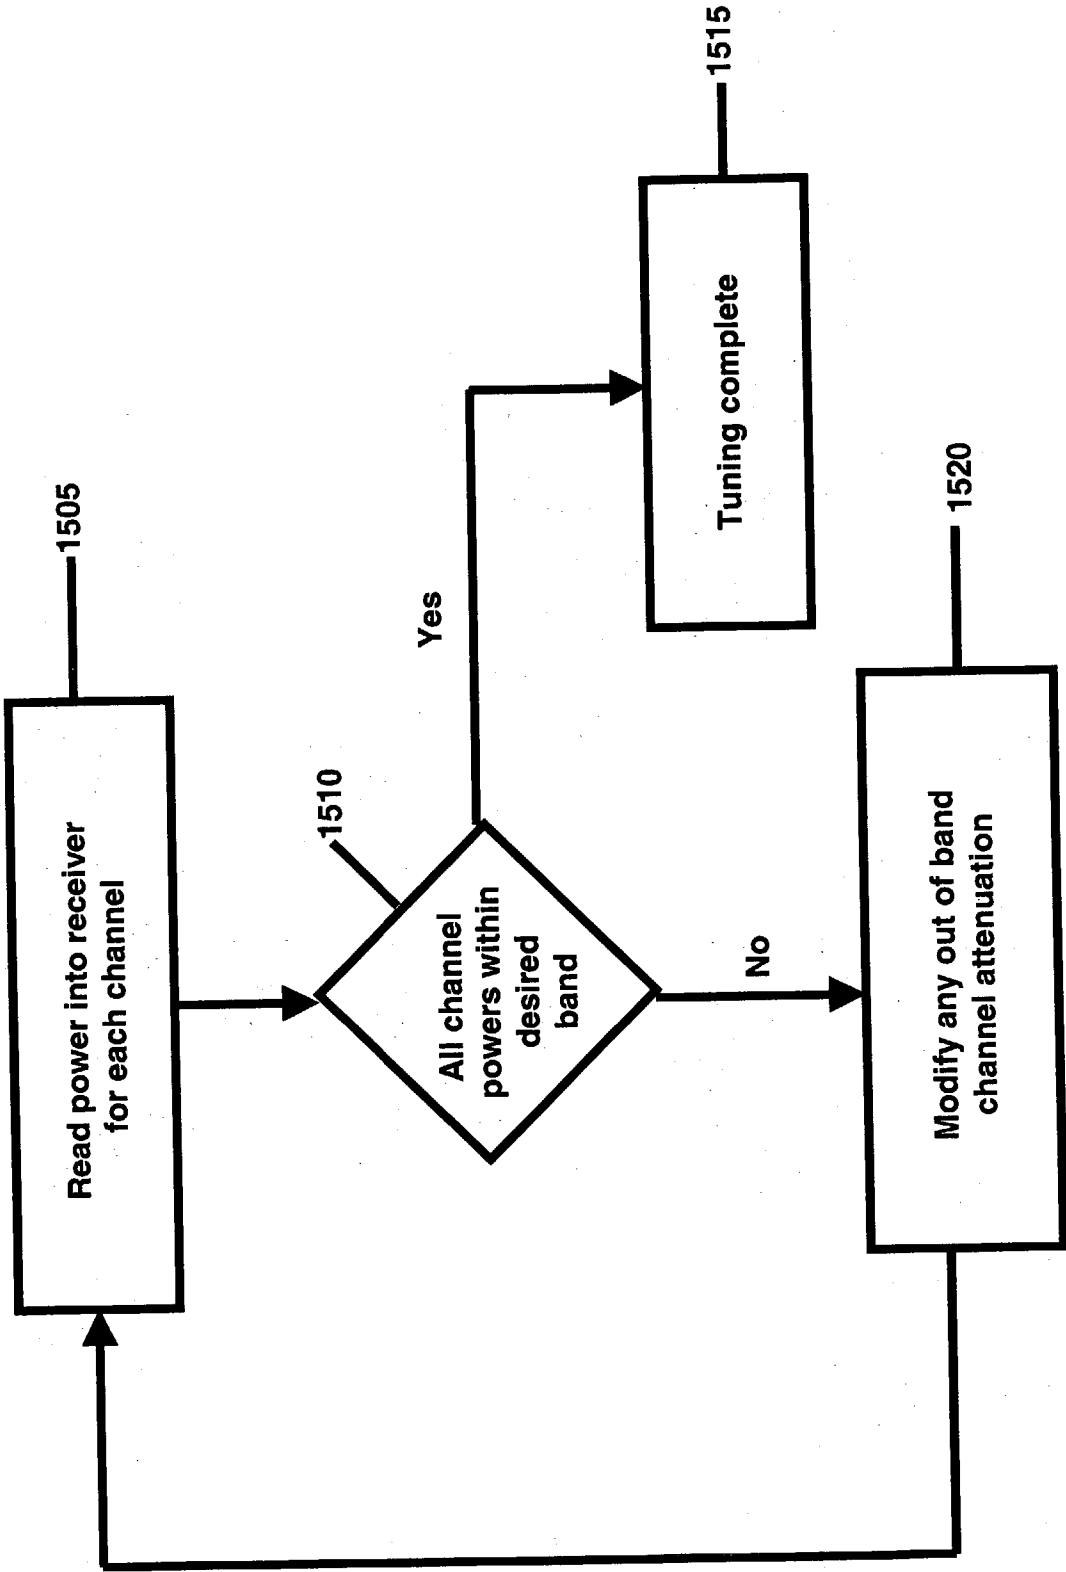 Read power into receiver
for each channel
1505
1510
All channel
powers within
desired
band
Yes
No
Tuning complete
1515
Modify any out of band
channel attenuation
1520